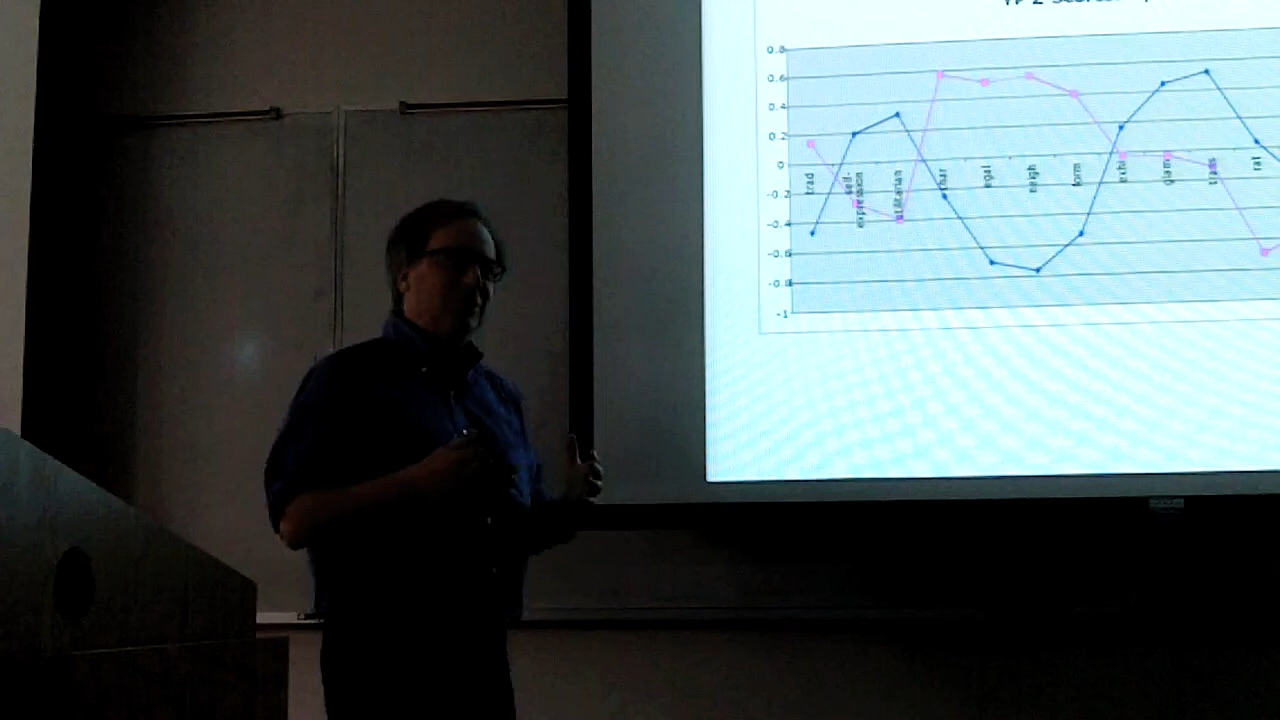 0.8
0.6
0.4
0.2
0
-0.2
-0.4
-0.6
-0.8
-1
trad
self-
expression
utilitarian
char
egal
neigh
form
exhi
glam
trans
rat